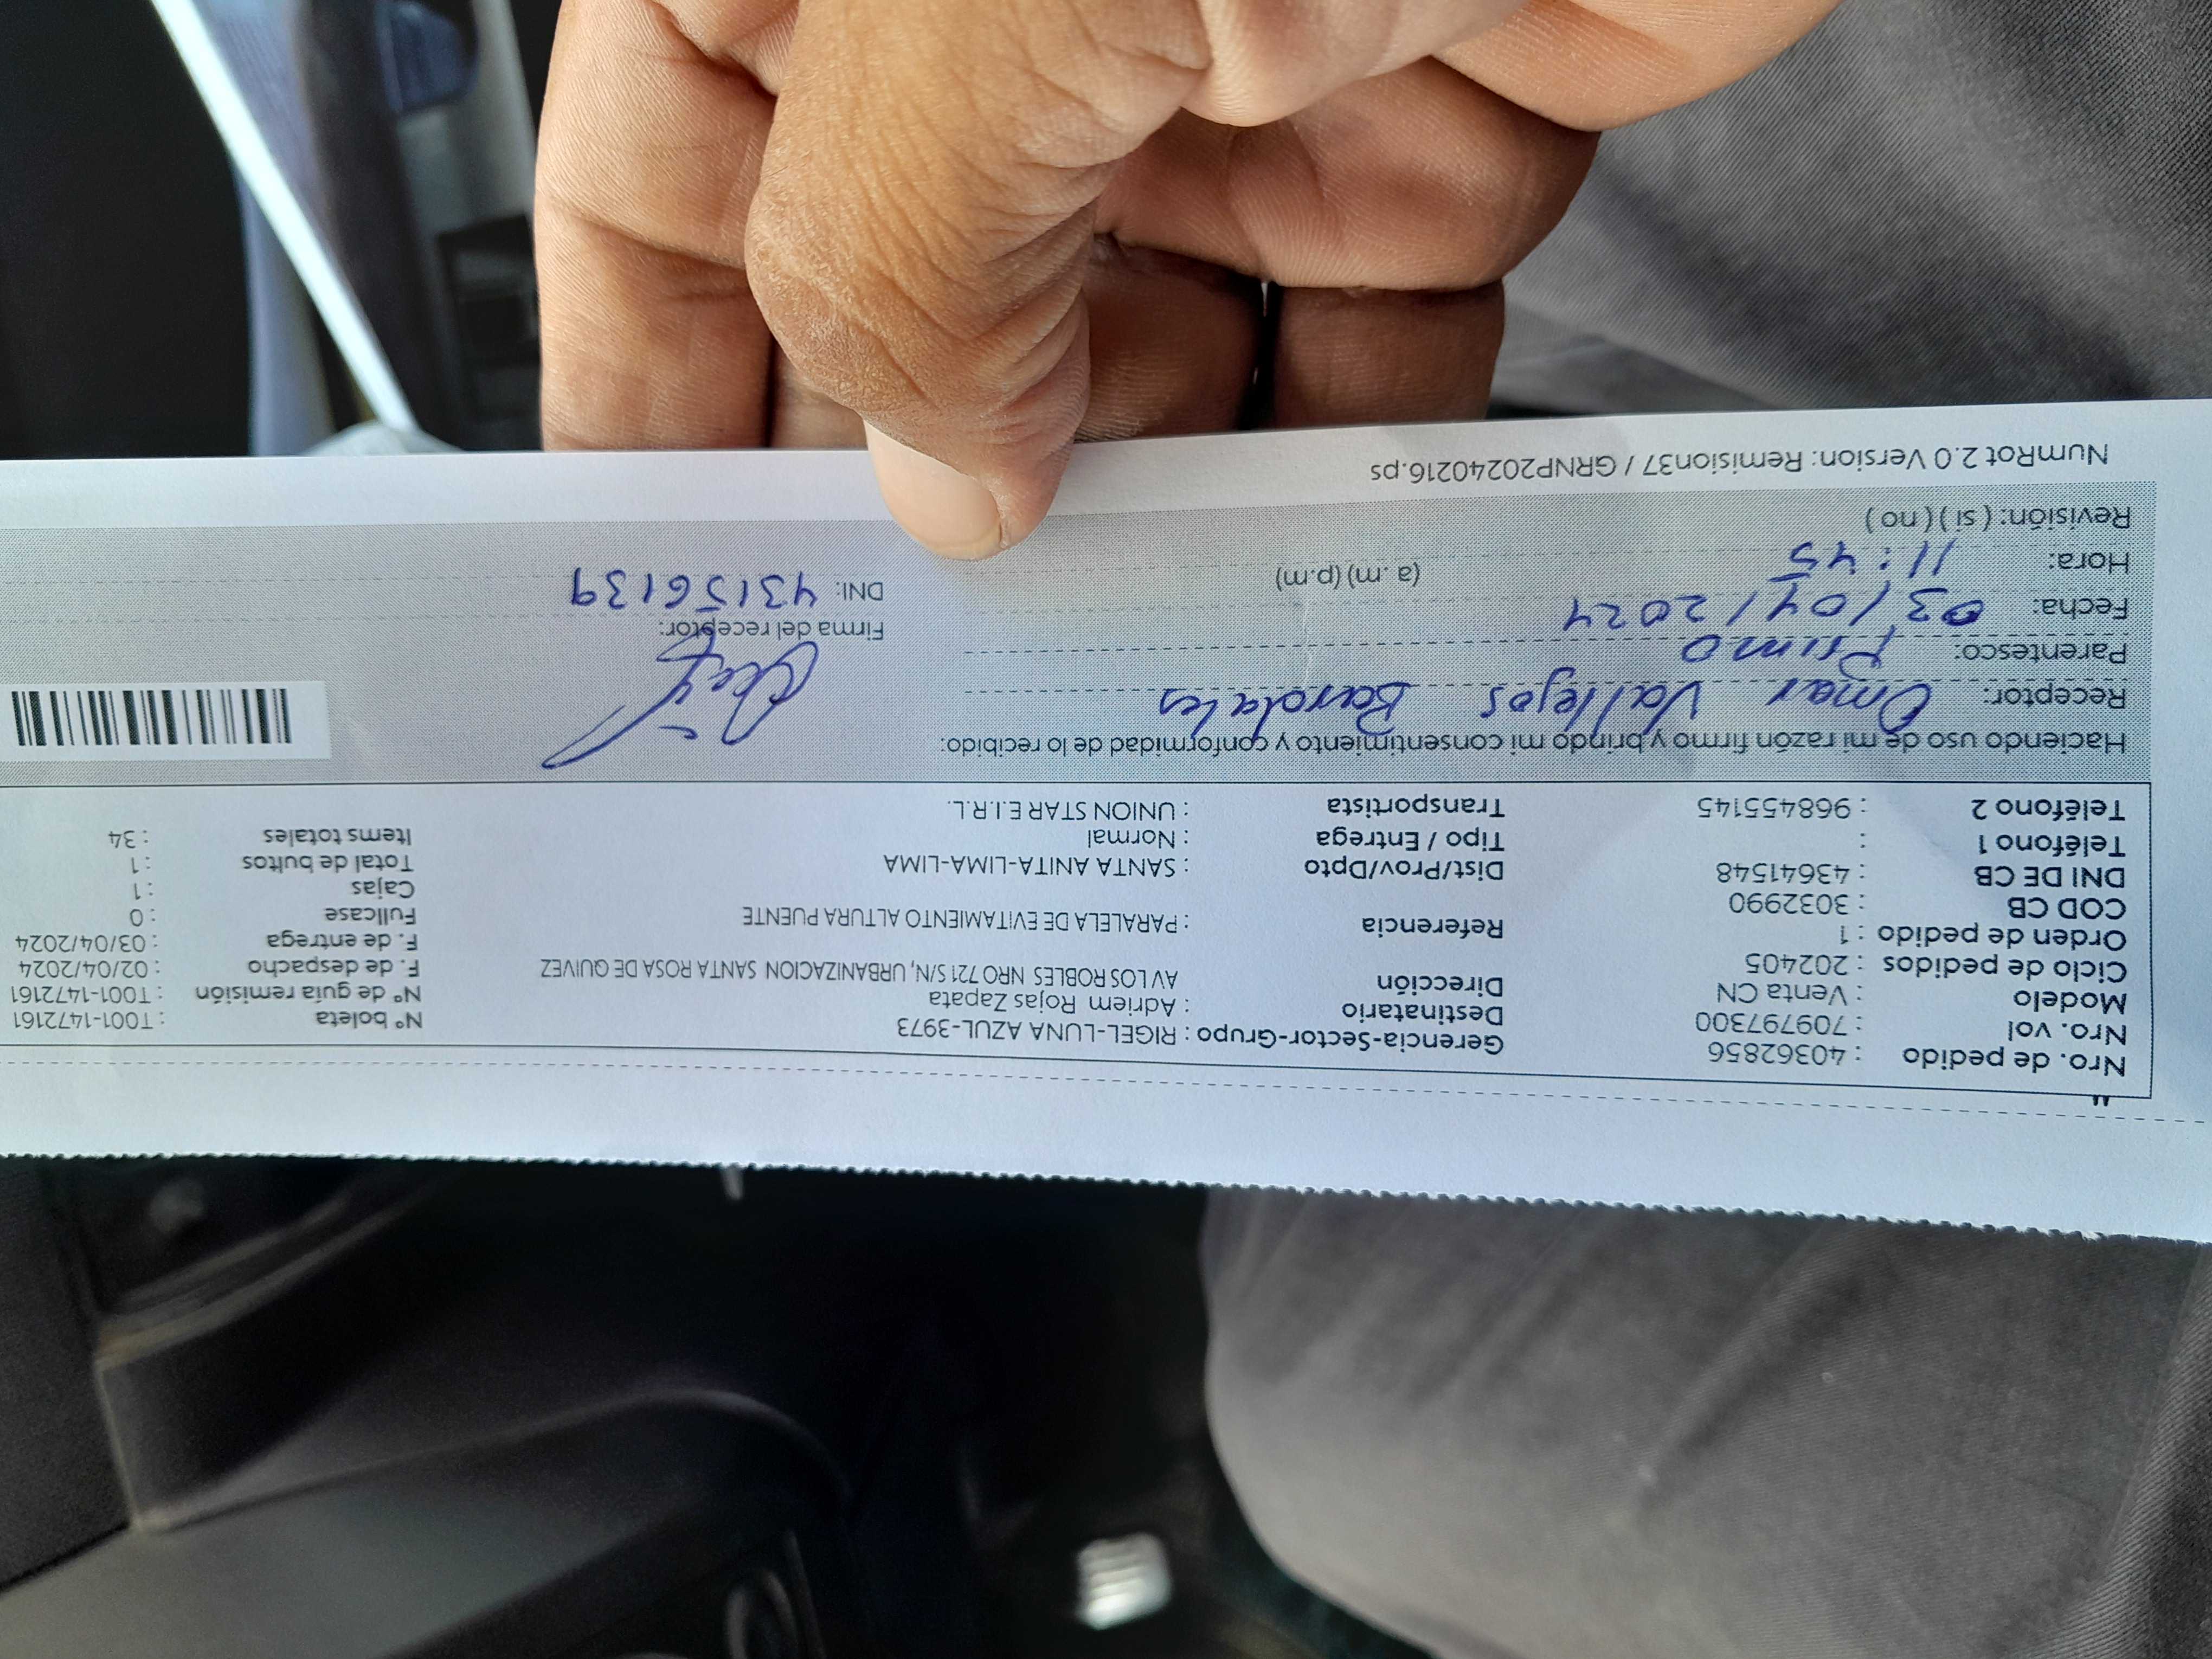 Nro. de pedido : 40362856 Gerencia-Sector-Grupo : RIGEL-LUNA AZUL-3973 Nº boleta : T001-1472161
Nro. vol : 70979730​0 Destinatario : Adriem Rojas Zapata Nº de guía remisión : T001-1472161
Modelo : Venta CN Dirección AV LOS ROBLES NRO 721 S/N, URBANIZACION SANTA ROSA DE QUIVEZ F. de despacho : 02/04/2024
Ciclo de pedidos : 202405 F. de entrega : 03/04/2024
Orden de pedido : 1 Referencia : PARALELA DE EVITAMIENTO ALTURA PUENTE Fullcase : 0
COD CB : 3032990 Cajas : 1
DNI DE CB : 43641548 Dist/Prov/Dpto : SANTA ANITA-LIMA-LIMA Total de bultos : 1
Teléfono 1 : Tipo / Entrega : Normal Items totales : 34
Teléfono 2 : 968455145 Transportista : UNION STAR E.I.R.L.
Haciendo uso de mi razón firmo y brindo mi consentimiento y conformidad de lo recibido:
Receptor: Omar Vallejos
Parentesco: Primo
Firma del receptor:
Fecha: 03/04/2024
DNI: 43156139
Hora: 11:45 (a.m) (p.m)
Revisión: ( si ) ( no )
NumRot 2.0 Version: Remision37 / GRNP20240216.ps